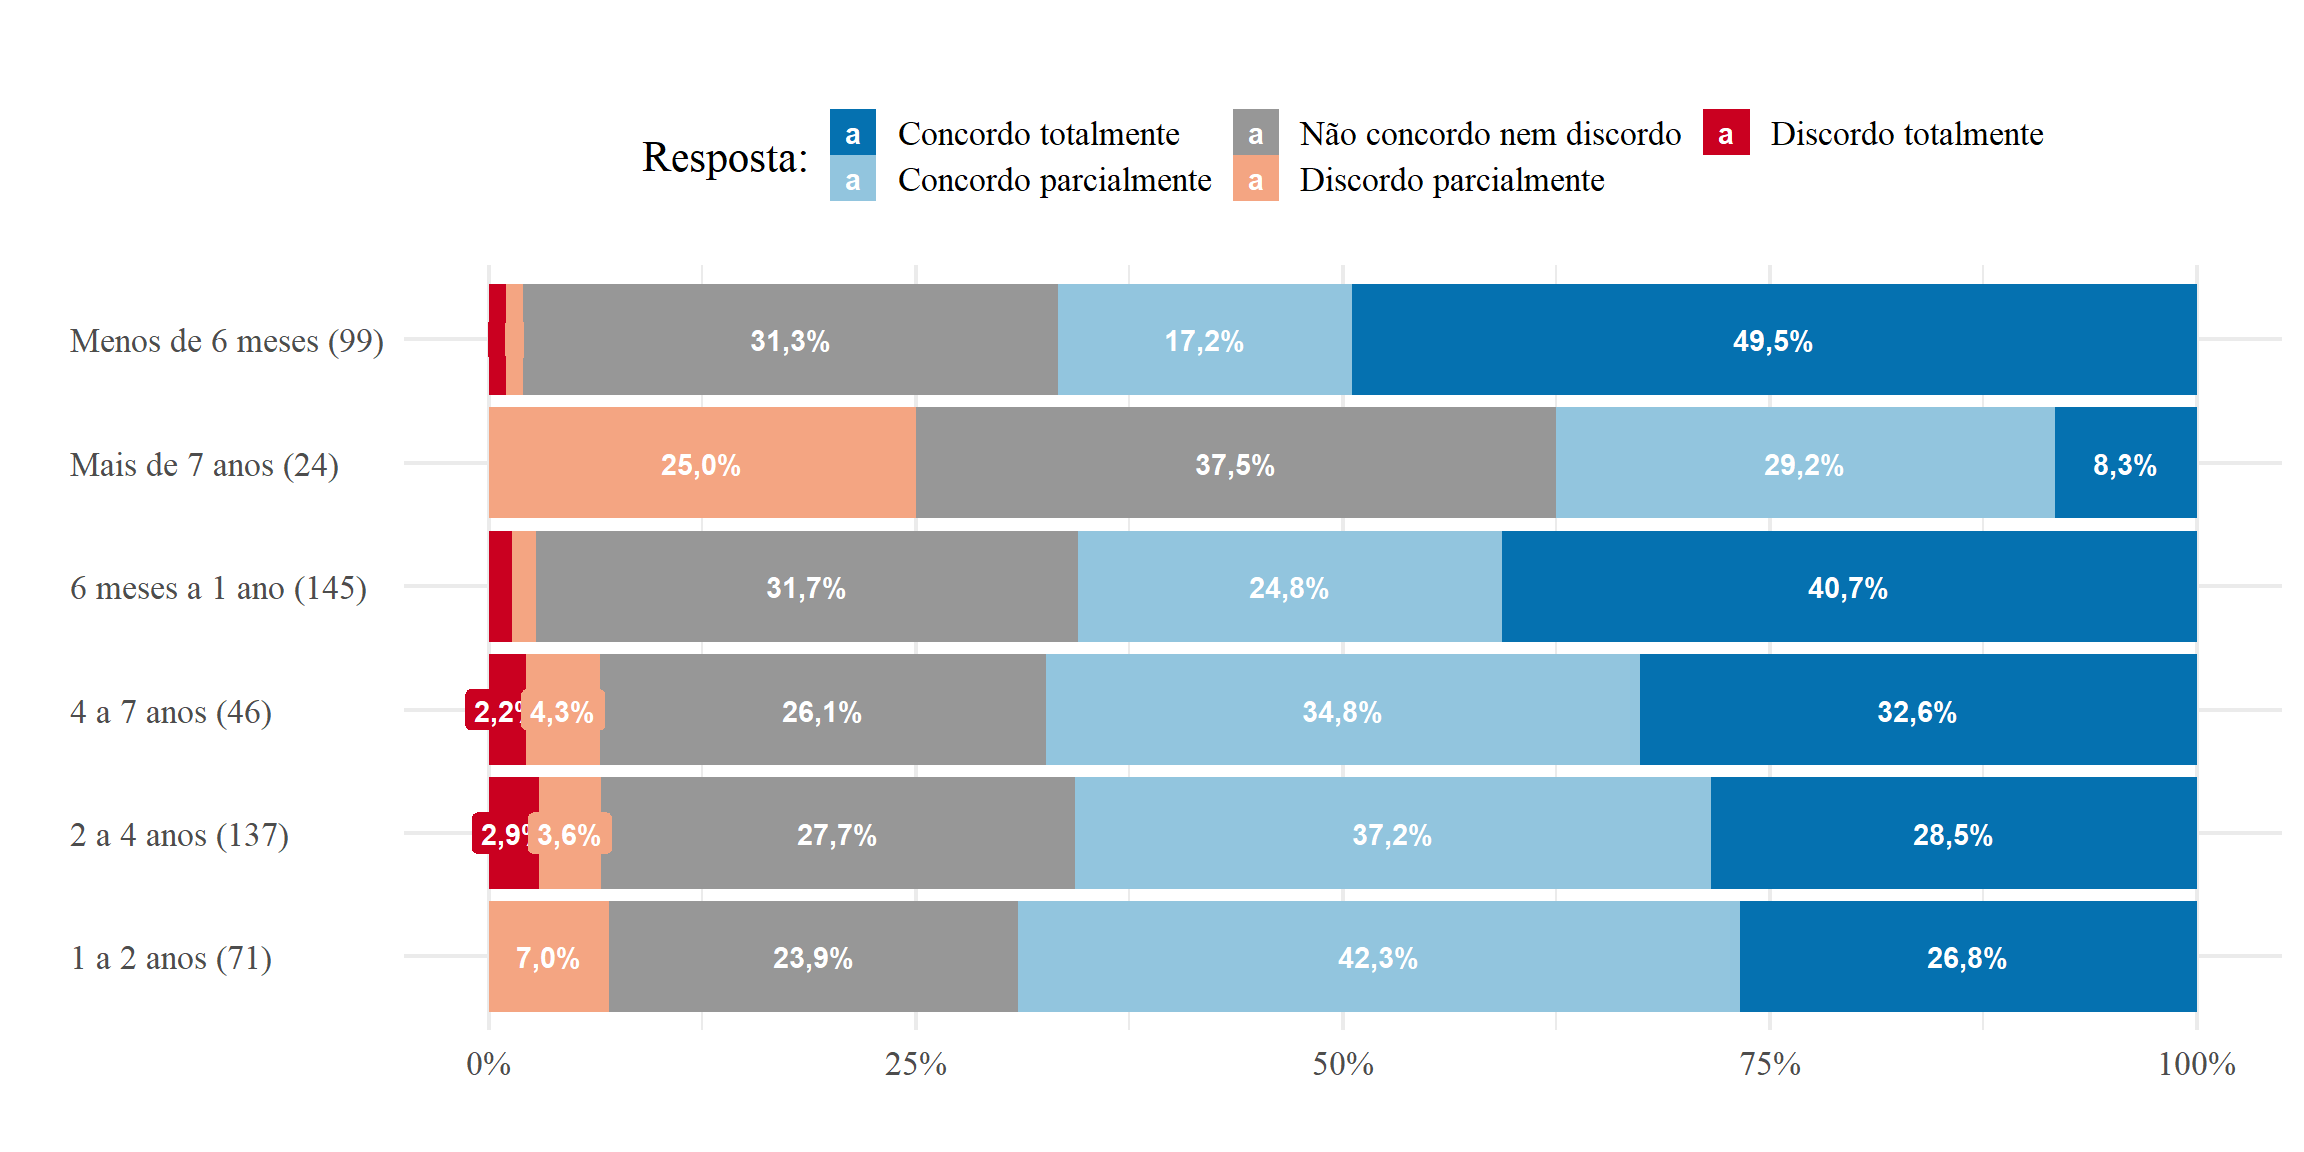 Resposta:
a Concordo totalmente a Não concordo nem discordo a Discordo totalmente
a Concordo parcialmente a Discordo parcialmente
Menos de 6 meses (99) 31,3% 17,2% 49,5%
Mais de 7 anos (24) 25,0% 37,5% 29,2% 8,3%
6 meses a 1 ano (145) 31,7% 24,8% 40,7%
4 a 7 anos (46) 2,2% 4,3% 26,1% 34,8% 32,6%
2 a 4 anos (137) 2,9% 3,6% 27,7% 37,2% 28,5%
1 a 2 anos (71) 7,0% 23,9% 42,3% 26,8%
0% 25% 50% 75% 100%